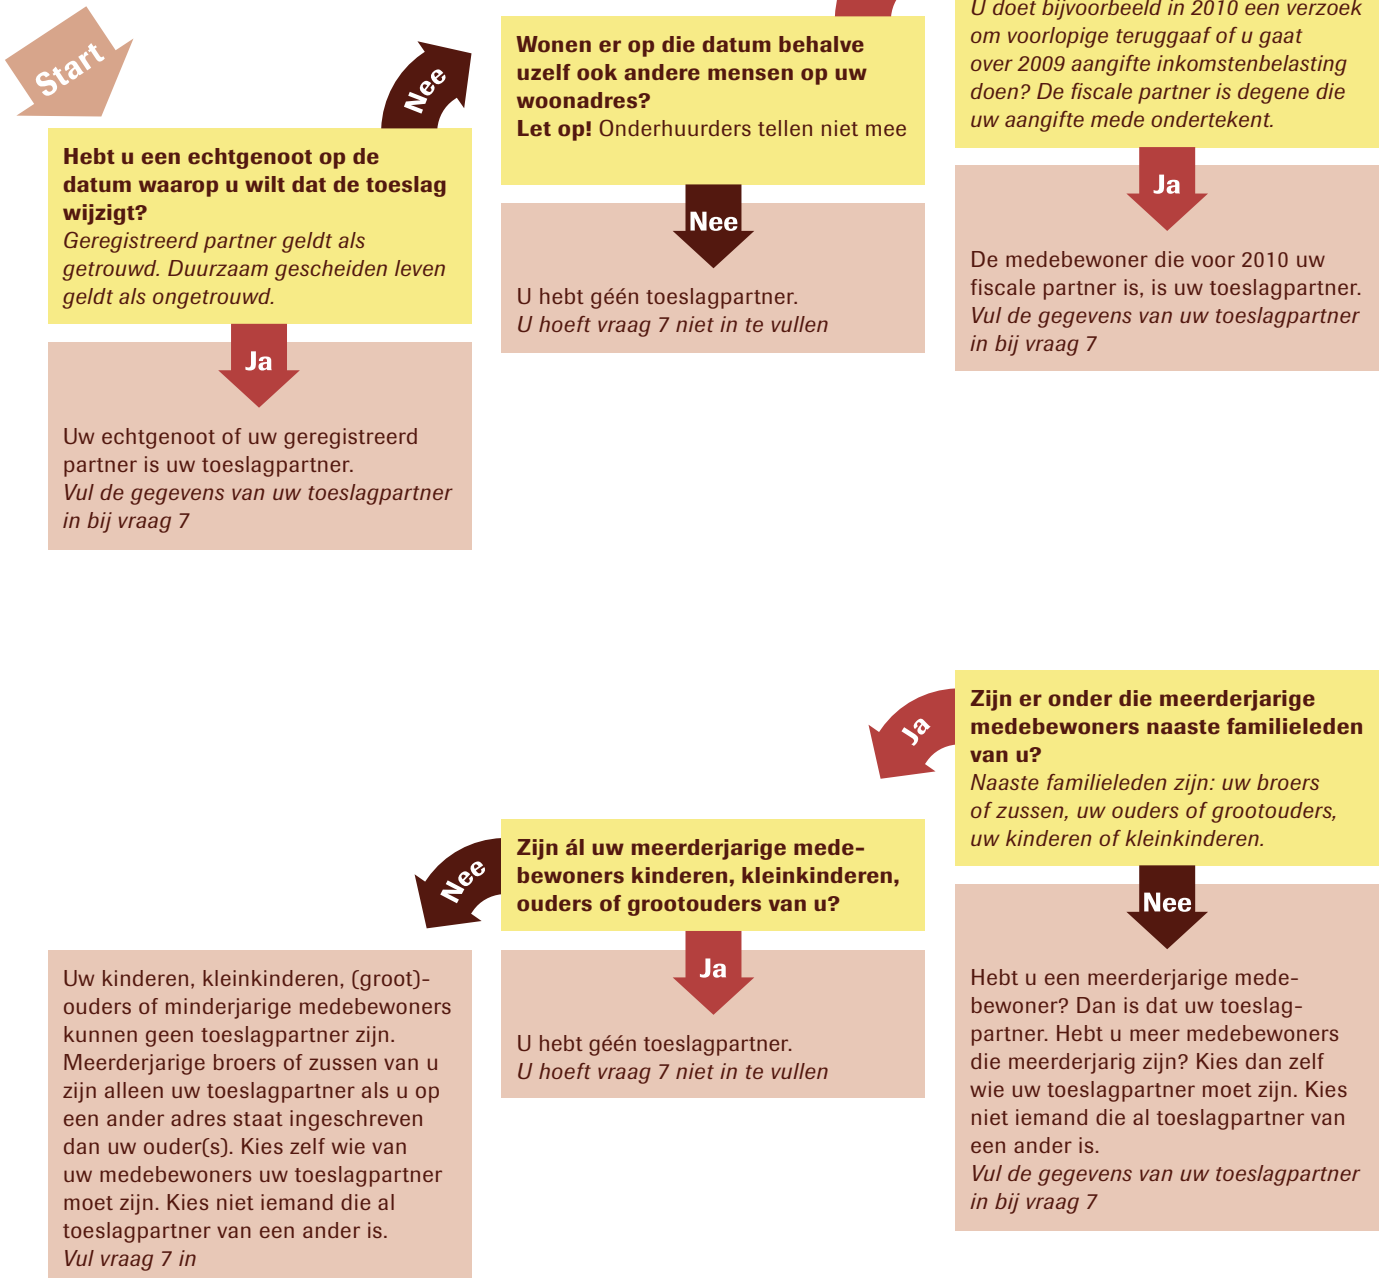 Start
Hebt u een echtgenoot op de
datum waarop u wilt dat de toeslag
wijzigt?
Geregistreerd partner geldt als
getrouwd. Duurzaam gescheiden leven
geldt als ongetrouwd.
Ja
Uw echtgenoot of uw geregistreerd
partner is uw toeslagpartner.
Vul de gegevens van uw toeslagpartner
in bij vraag 7
Nee
Wonen er op die datum behalve
uzelf ook andere mensen op uw
woonadres?
Let op! Onderhuurders tellen niet mee
Nee
U hebt géén toeslagpartner.
U hoeft vraag 7 niet in te vullen
U doet bijvoorbeeld in 2010 een verzoek
om voorlopige teruggaaf of u gaat
over 2009 aangifte inkomstenbelasting
doen? De fiscale partner is degene die
uw aangifte mede ondertekent.
Ja
De medebewoner die voor 2010 uw
fiscale partner is, is uw toeslagpartner.
Vul de gegevens van uw toeslagpartner
in bij vraag 7
Zijn er onder die meerderjarige
medebewoners naaste familieleden
van u?
Naaste familieleden zijn: uw broers
of zussen, uw ouders of grootouders,
uw kinderen of kleinkinderen.
Nee
Hebt u een meerderjarige mede-
bewoner? Dan is dat uw toeslag-
partner. Hebt u meer medebewoners
die meerderjarig zijn? Kies dan zelf
wie uw toeslagpartner moet zijn. Kies
niet iemand die al toeslagpartner van
een ander is.
Vul de gegevens van uw toeslagpartner
in bij vraag 7
Ja
Zijn ál uw meerderjarige mede-
bewoners kinderen, kleinkinderen,
ouders of grootouders van u?
Ja
U hebt géén toeslagpartner.
U hoeft vraag 7 niet in te vullen
Nee
Uw kinderen, kleinkinderen, (groot)-
ouders of minderjarige medebewoners
kunnen geen toeslagpartner zijn.
Meerderjarige broers of zussen van u
zijn alleen uw toeslagpartner als u op
een ander adres staat ingeschreven
dan uw ouder(s). Kies zelf wie van
uw medebewoners uw toeslagpartner
moet zijn. Kies niet iemand die al
toeslagpartner van een ander is.
Vul vraag 7 in